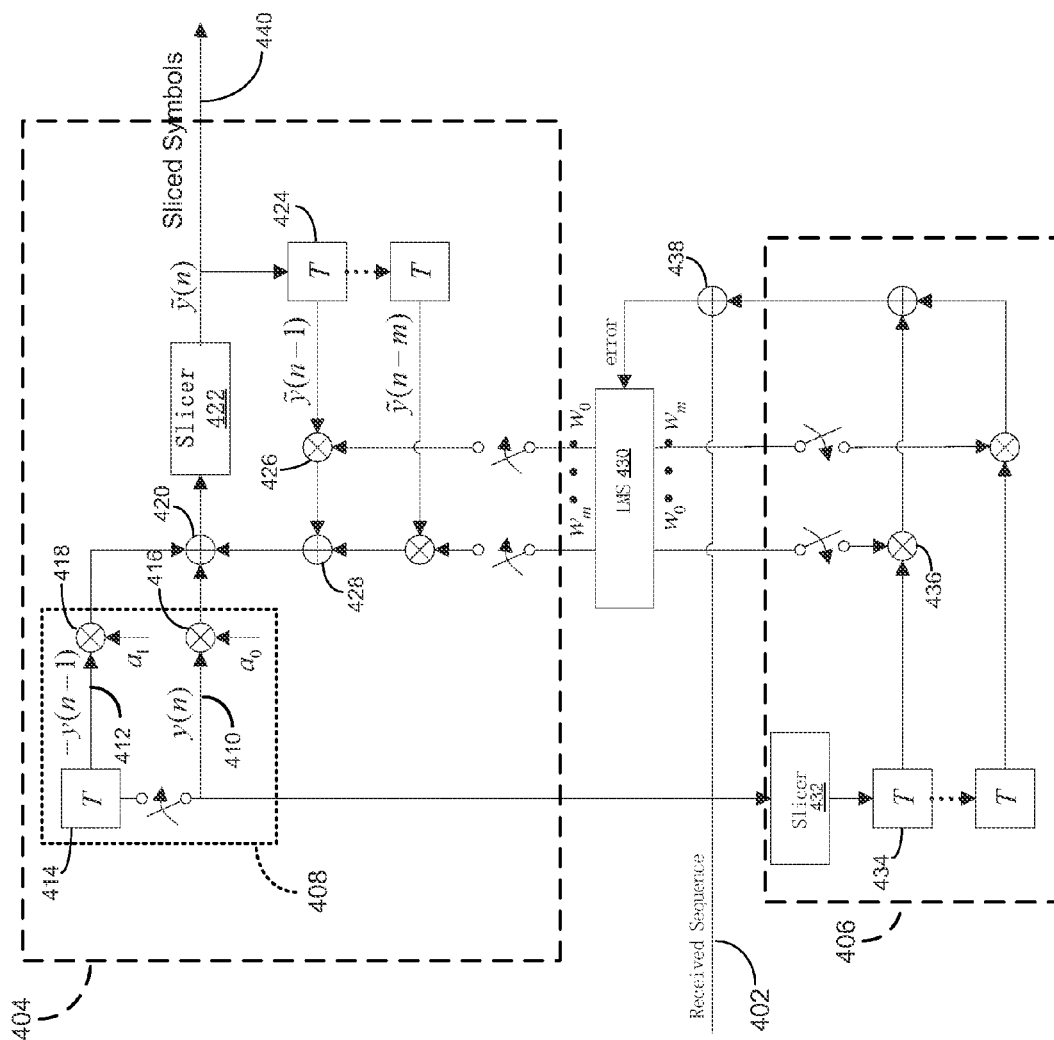 404
414
T
408
412
−y(n−1)
418
a₁
y(n)
410
416
a₀
420
Slicer
422
ỹ(n)
Sliced Symbols
440
424
T
T
ỹ(n−1)
426
428
ỹ(n−m)
wₘ w₀
LMS 430
w₀ wₘ
error
438
Received Sequence
402
406
Slicer
432
T
434
T
436